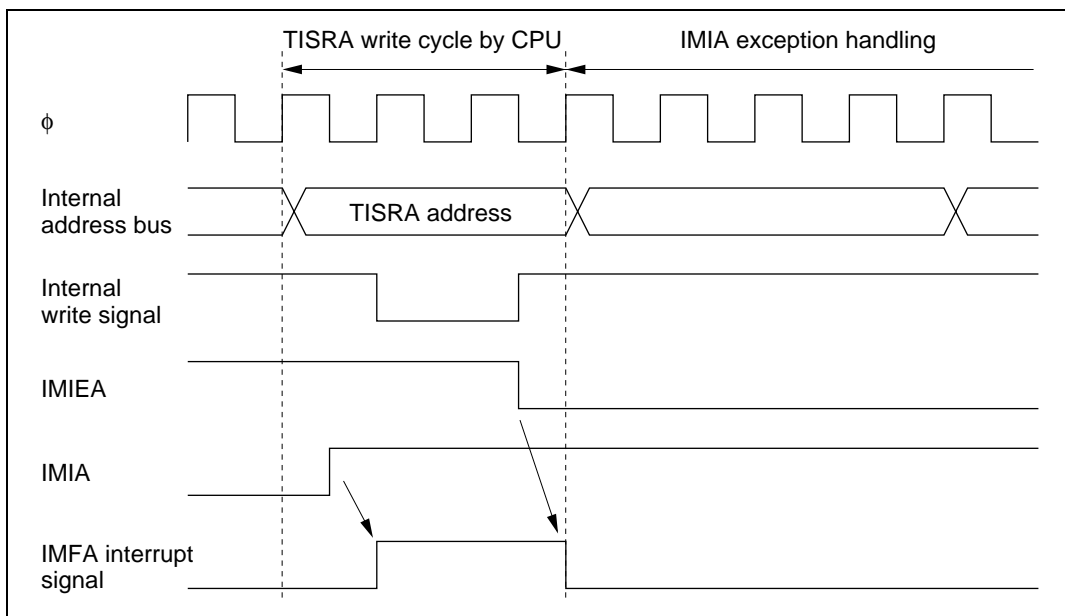 TISRA write cycle by CPU
IMIA exception handling
ϕ
Internal
address bus
TISRA address
Internal
write signal
IMIEA
IMIA
IMFA interrupt
signal